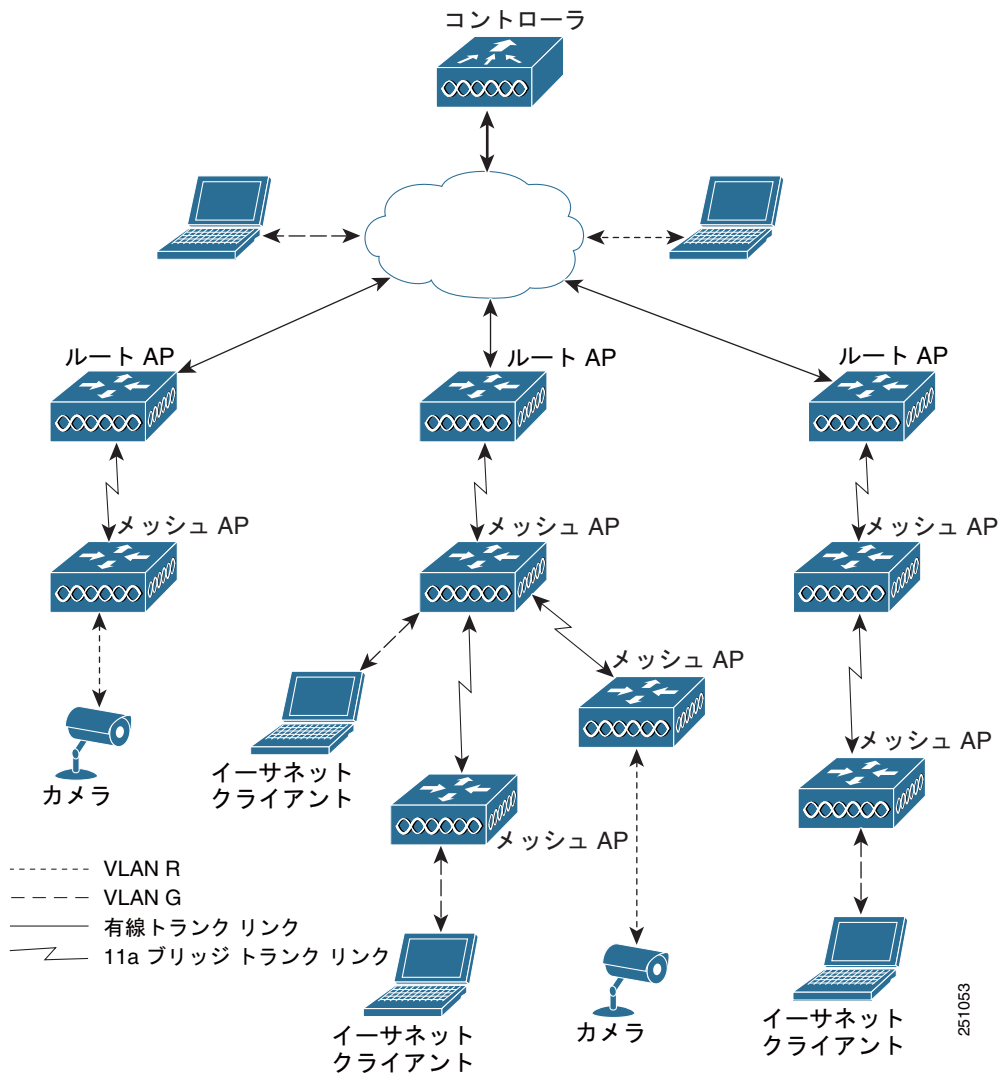 コントローラ
ルート AP
ルート AP
ルート AP
メッシュ AP
メッシュ AP
メッシュ AP
メッシュ AP
メッシュ AP
カメラ
イーサネット
クライアント
メッシュ AP
VLAN R
VLAN G
有線トランク リンク
11a ブリッジ トランク リンク
イーサネット
クライアント
カメラ
イーサネット
クライアント
251053